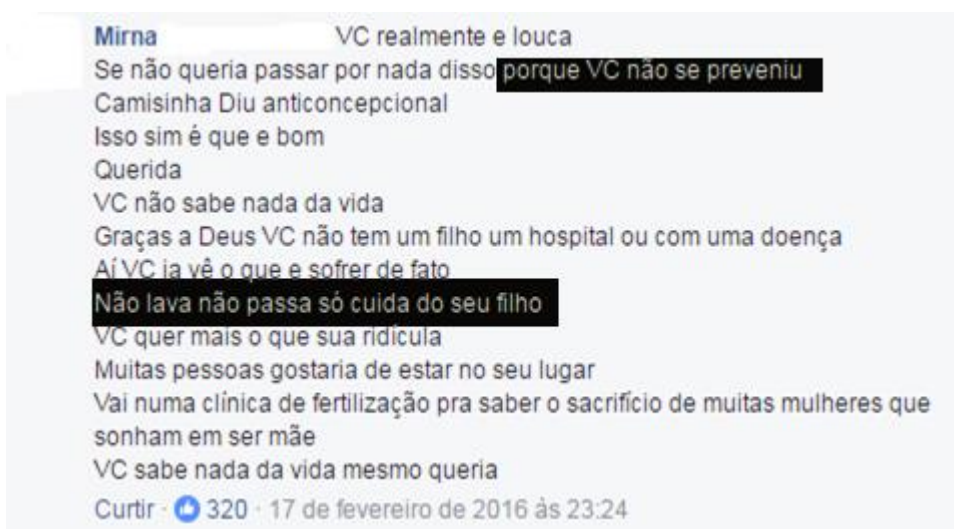 Mirna VC realmente e louca
Se não queria passar por nada disso porque VC não se preveniu
Camisinha Diu anticoncepcional
Isso sim é que e bom
Querida
VC não sabe nada da vida
Graças a Deus VC não tem um filho um hospital ou com uma doença
Aí VC ia vê o que e sofrer de fato
Não lava não passa só cuida do seu filho
VC quer mais o que sua ridícula
Muitas pessoas gostaria de estar no seu lugar
Vai numa clínica de fertilização pra saber o sacrifício de muitas mulheres que
sonham em ser mãe
VC sabe nada da vida mesmo queria
Curtir · 320 · 17 de fevereiro de 2016 às 23:24